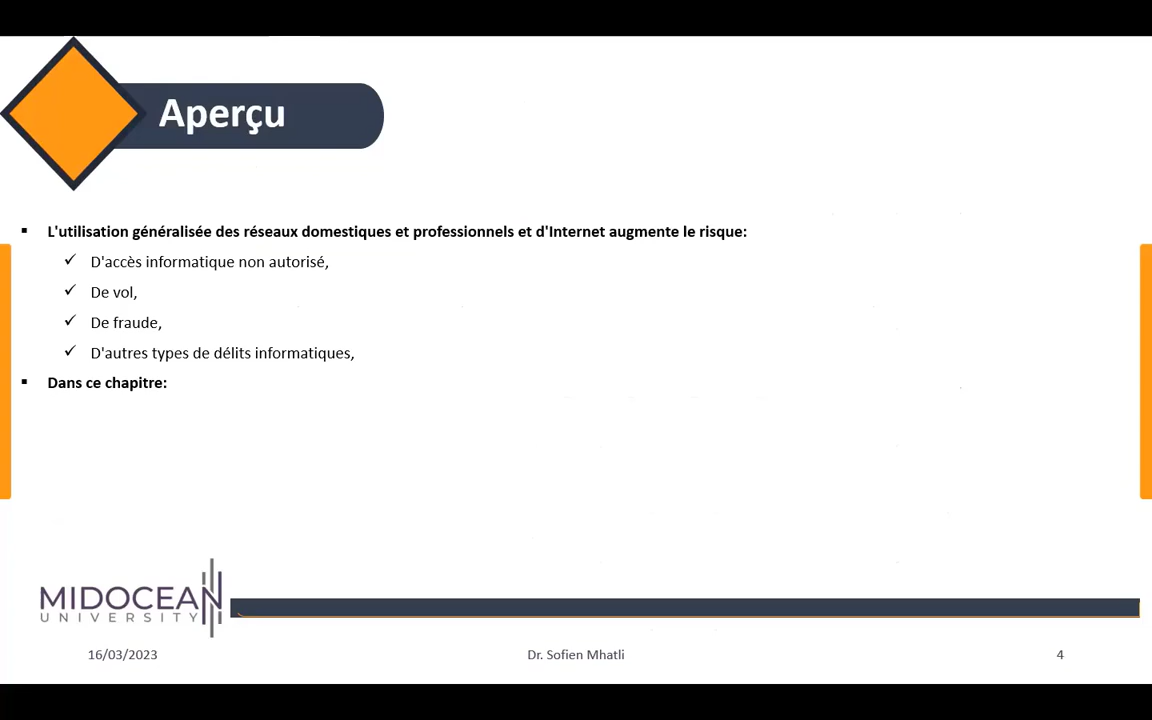 Aperçu
L'utilisation généralisée des réseaux domestiques et professionnels et d'Internet augmente le risque:
D'accès informatique non autorisé,
De vol,
De fraude,
D'autres types de délits informatiques,
Dans ce chapitre:
MIDOCEAN
UNIVERSITY
16/03/2023
Dr. Sofien Mhatli
4